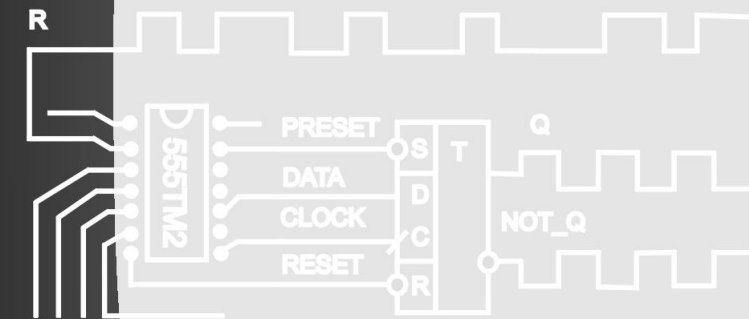 R
PRESET
Q
S
T
555TM2
DATA
D
CLOCK
NOT_Q
C
RESET
R